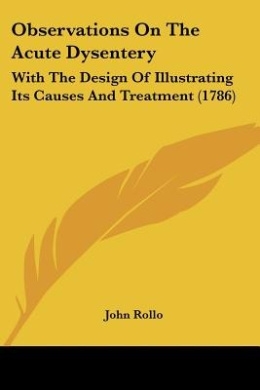 Observations On The
Acute Dysentery
With The Design Of Illustrating
Its Causes And Treatment (1786)
John Rollo